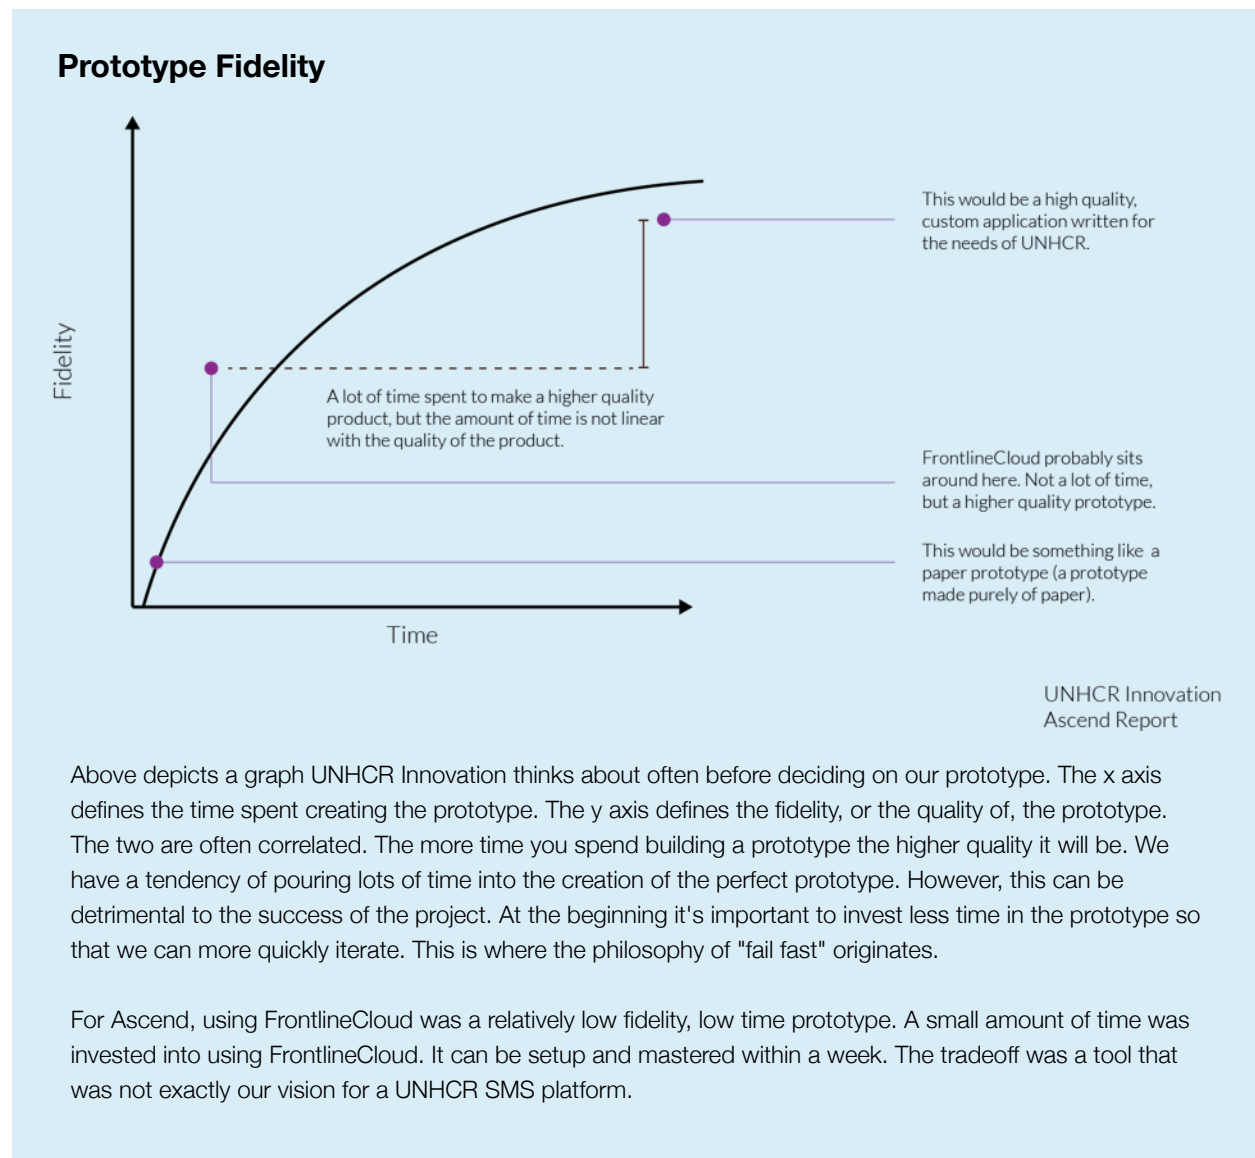 Prototype Fidelity
This would be a high quality,
custom application written for
the needs of UNHCR.
Fidelity
A lot of time spent to make a higher quality
product, but the amount of time is not linear
with the quality of the product.
FrontlineCloud probably sits
around here. Not a lot of time,
but a higher quality prototype.
This would be something like a
paper prototype (a prototype
made purely of paper).
Time
UNHCR Innovation
Ascend Report
Above depicts a graph UNHCR Innovation thinks about often before deciding on our prototype. The x axis
defines the time spent creating the prototype. The y axis defines the fidelity, or the quality of, the prototype.
The two are often correlated. The more time you spend building a prototype the higher quality it will be. We
have a tendency of pouring lots of time into the creation of the perfect prototype. However, this can be
detrimental to the success of the project. At the beginning it's important to invest less time in the prototype so
that we can more quickly iterate. This is where the philosophy of "fail fast" originates.
For Ascend, using FrontlineCloud was a relatively low fidelity, low time prototype. A small amount of time was
invested into using FrontlineCloud. It can be setup and mastered within a week. The tradeoff was a tool that
was not exactly our vision for a UNHCR SMS platform.